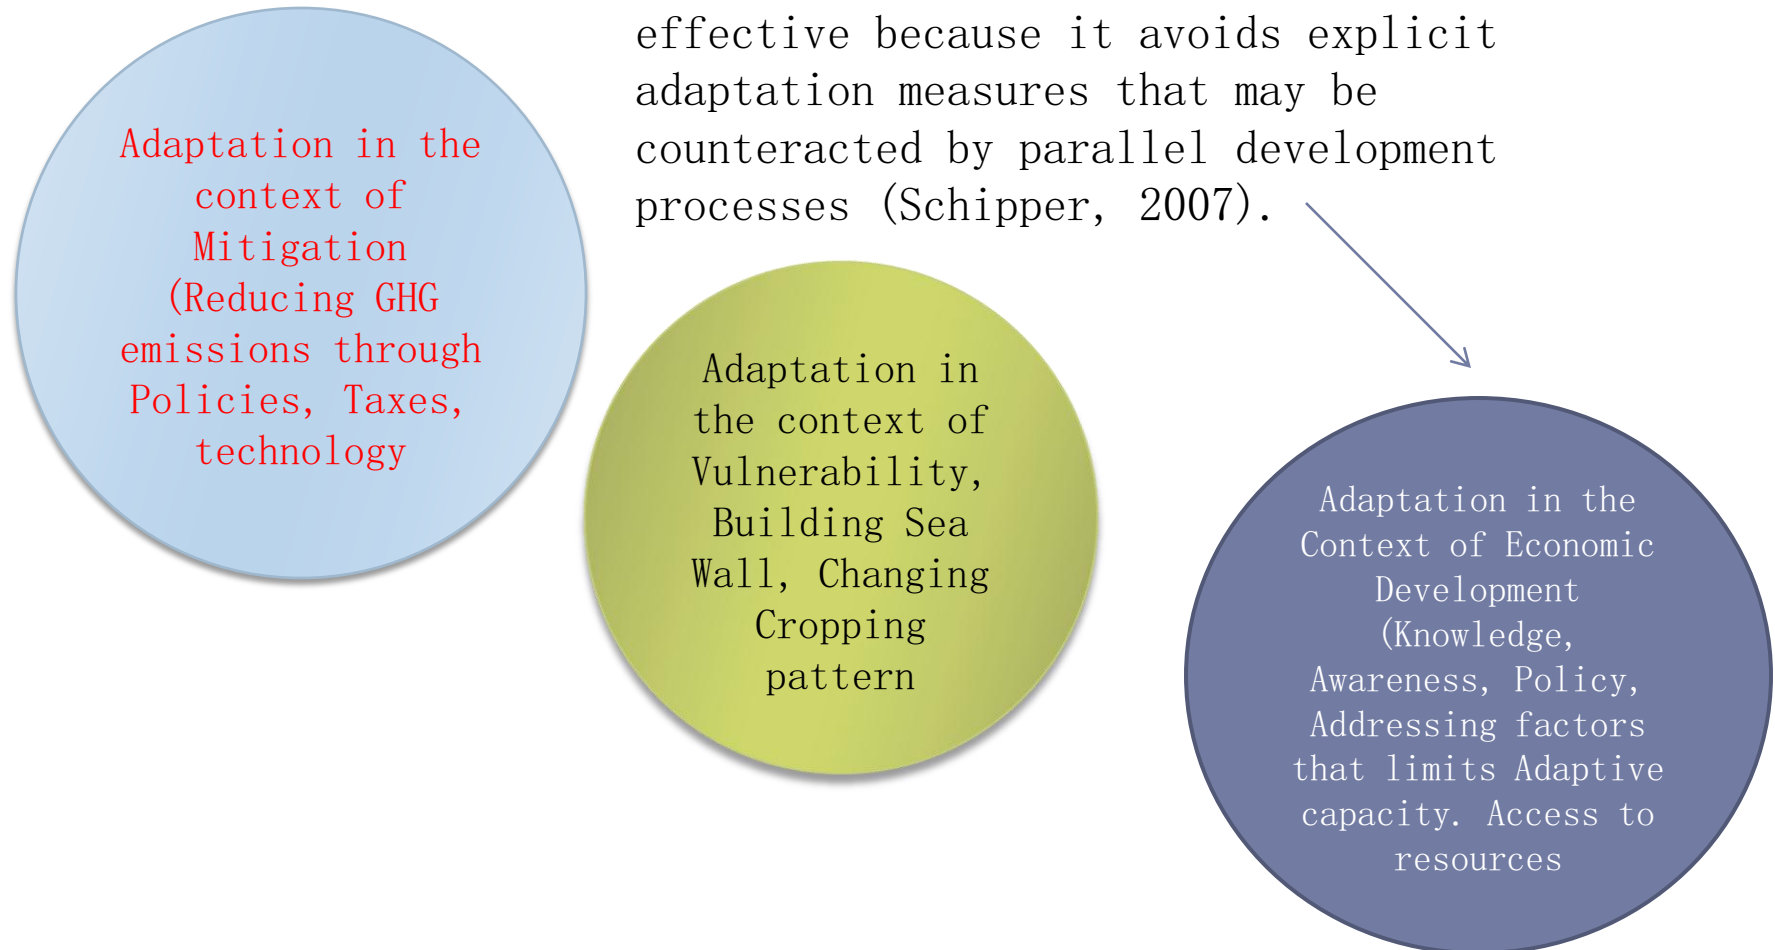 effective because it avoids explicit
adaptation measures that may be
counteracted by parallel development
processes (Schipper, 2007).
Adaptation in the
context of
Mitigation
(Reducing GHG
emissions through
Policies, Taxes,
technology
Adaptation in
the context of
Vulnerability,
Building Sea
Wall, Changing
Cropping
pattern
Adaptation in the
Context of Economic
Development
(Knowledge,
Awareness, Policy,
Addressing factors
that limits Adaptive
capacity. Access to
resources